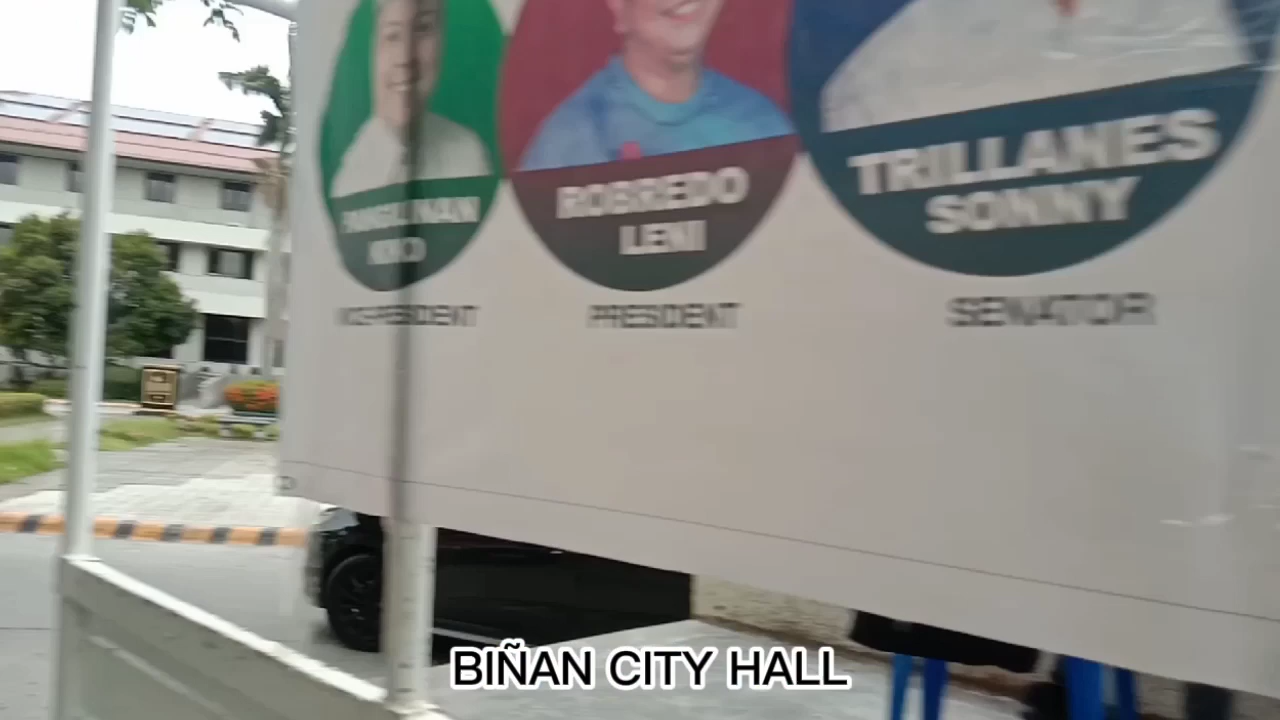 ROBREDO
LENI
PRESIDENT
TRILLANES
SONNY
SENATOR
BIÑAN CITY HALL